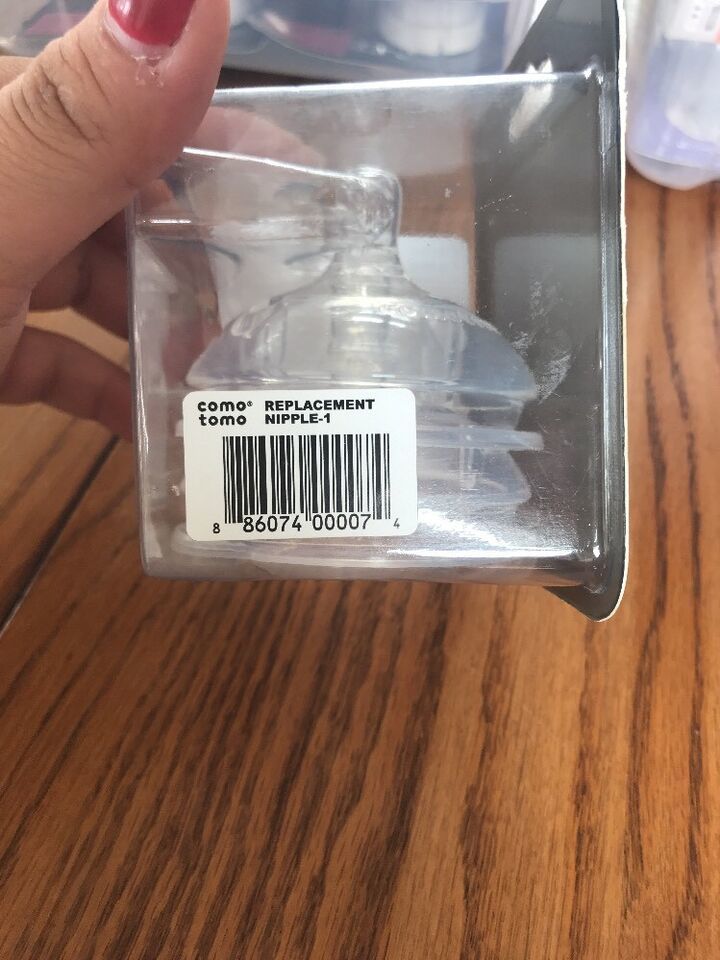 como® REPLACEMENT
tomo NIPPLE-1
8 86074 00007 4